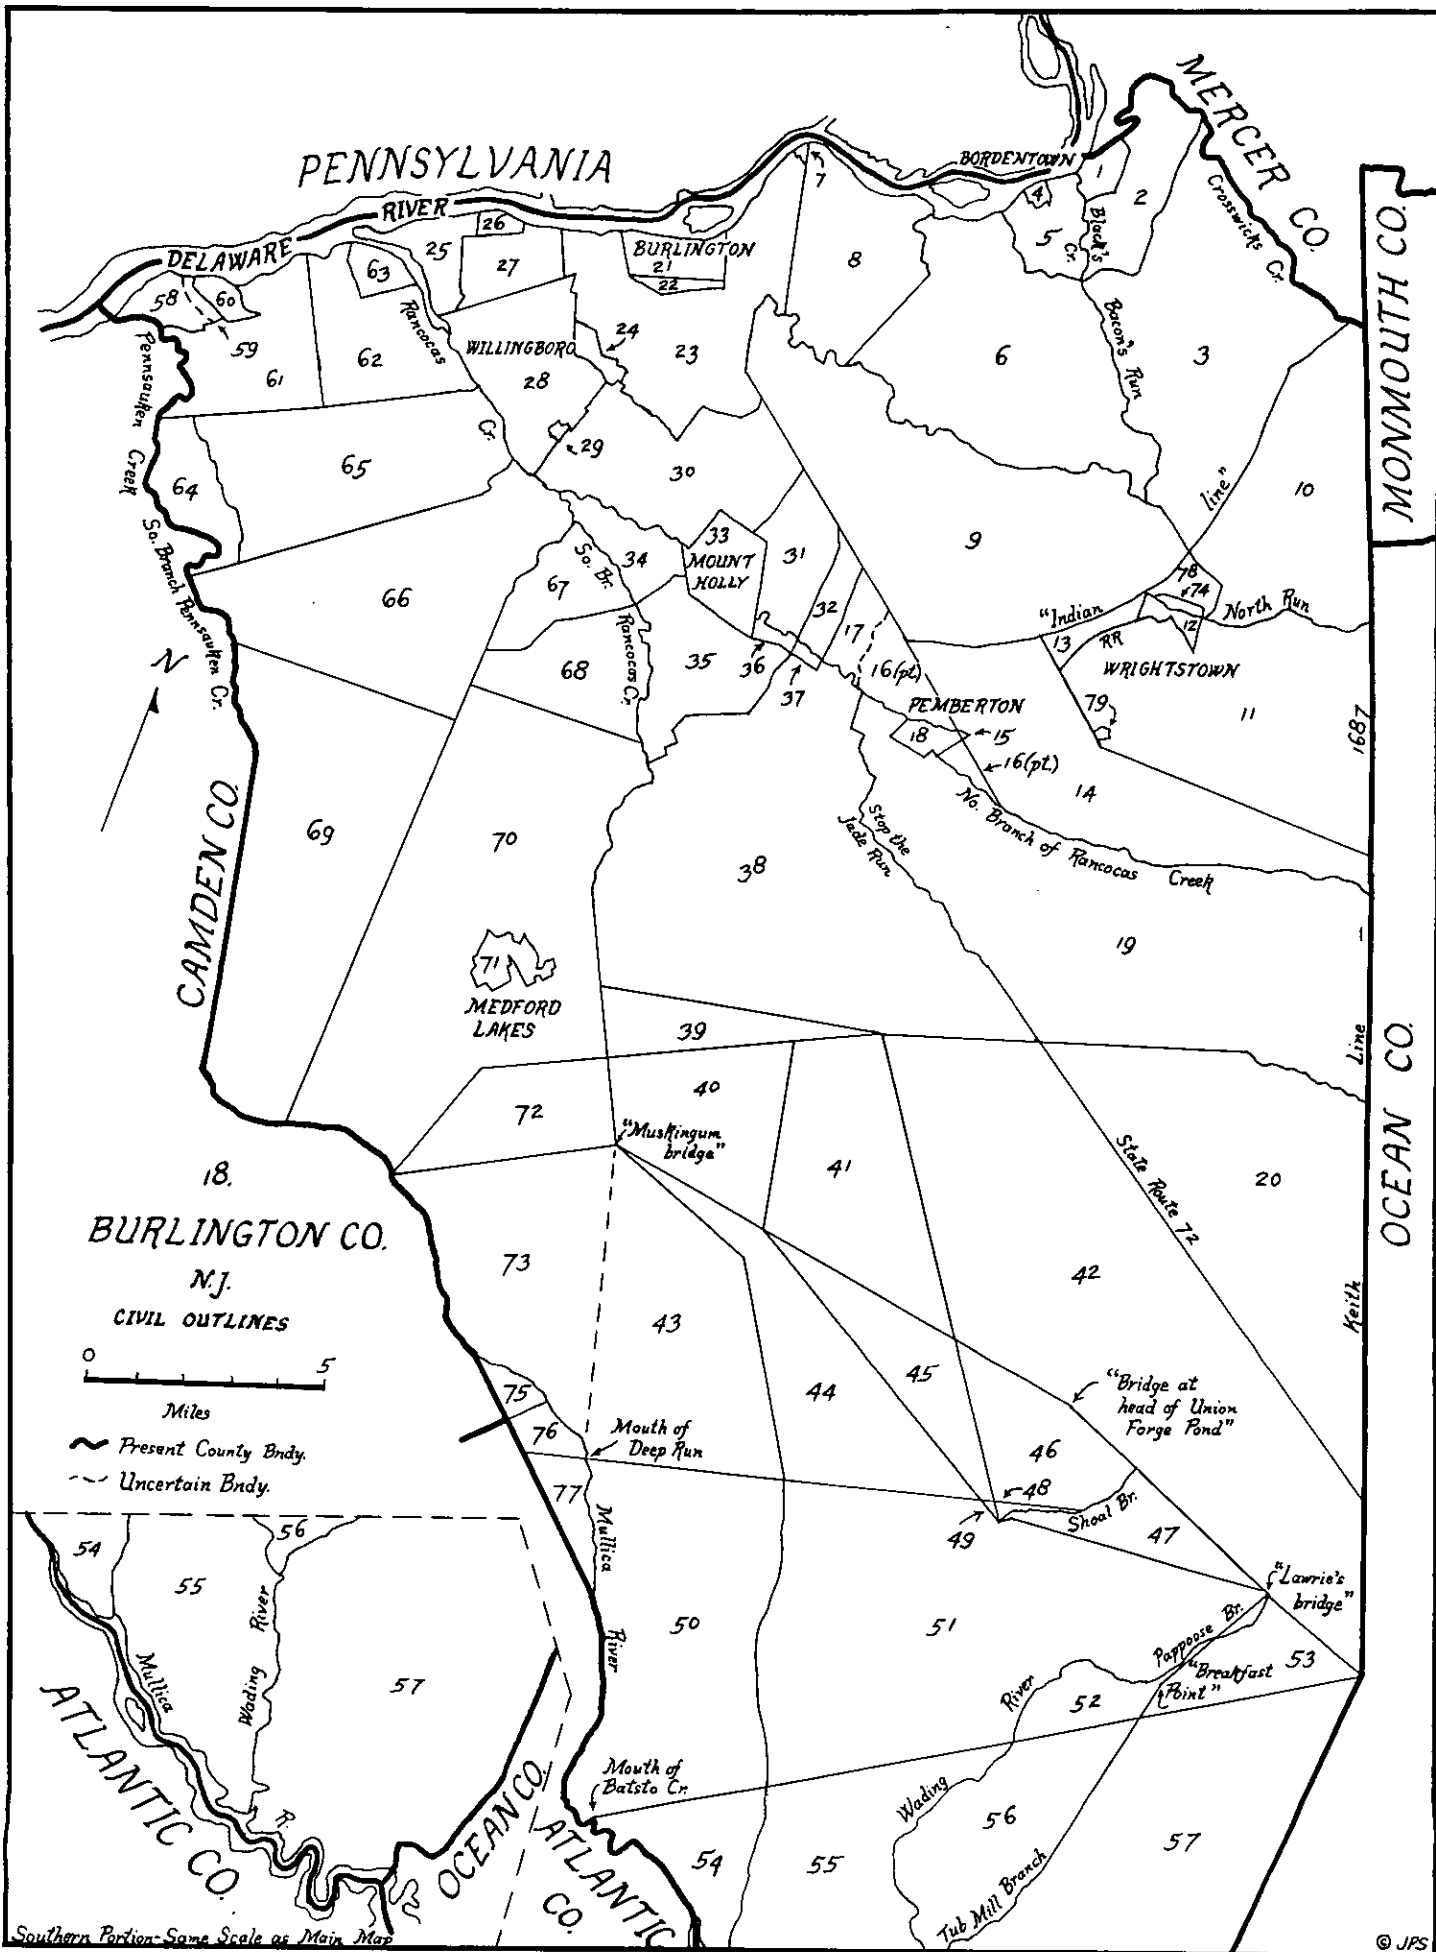 PENNSYLVANIA
MERCER CO.
MONMOUTH CO.
OCEAN CO.
CAMDEN CO.
DELAWARE
RIVER
BORDENTOWN
1
2
3
4
5
Black's
Cr.
Crosswicks Cr.
7
8
6
Bacon's Run
26
25
27
63
BURLINGTON
21
22
58
60
59
61
62
Rancocas
Cr.
WILLINGBORO
24
28
23
29
30
Pennsauken Creek
65
64
So. Branch Pennsauken Cr.
66
67
So. Br.
Rancocas Cr.
34
33
MOUNT
HOLLY
31
32
17
16(pt.)
9
10
"Indian
line"
78
74
12
North Run
13
RR
WRIGHTSTOWN
79
11
1687
68
35
36
37
PEMBERTON
18
15
16(pt.)
14
No. Branch of Rancocas Creek
Stop the
Jade Run
N
69
70
38
19
71
MEDFORD
LAKES
39
Line
72
40
"Muskingum
bridge"
41
State Route 72
20
42
Keith
18.
BURLINGTON CO.
N.J.
CIVIL OUTLINES
0
5
Miles
Present County Bndy.
Uncertain Bndy.
73
43
44
45
"Bridge at
head of Union
Forge Pond"
75
76
Mouth of
Deep Run
46
48
Shoal Br.
47
49
77
Mullica
River
50
51
"Lawrie's
bridge"
Pappoose Br.
"Breakfast
Point"
53
52
River
Wading
Mouth of
Batsto Cr.
54
55
56
57
Tub Mill Branch
ATLANTIC
CO.
54
55
56
Wading River
57
Mullica
R.
ATLANTIC CO.
OCEAN CO.
Southern Portion-Same Scale as Main Map
© JPS